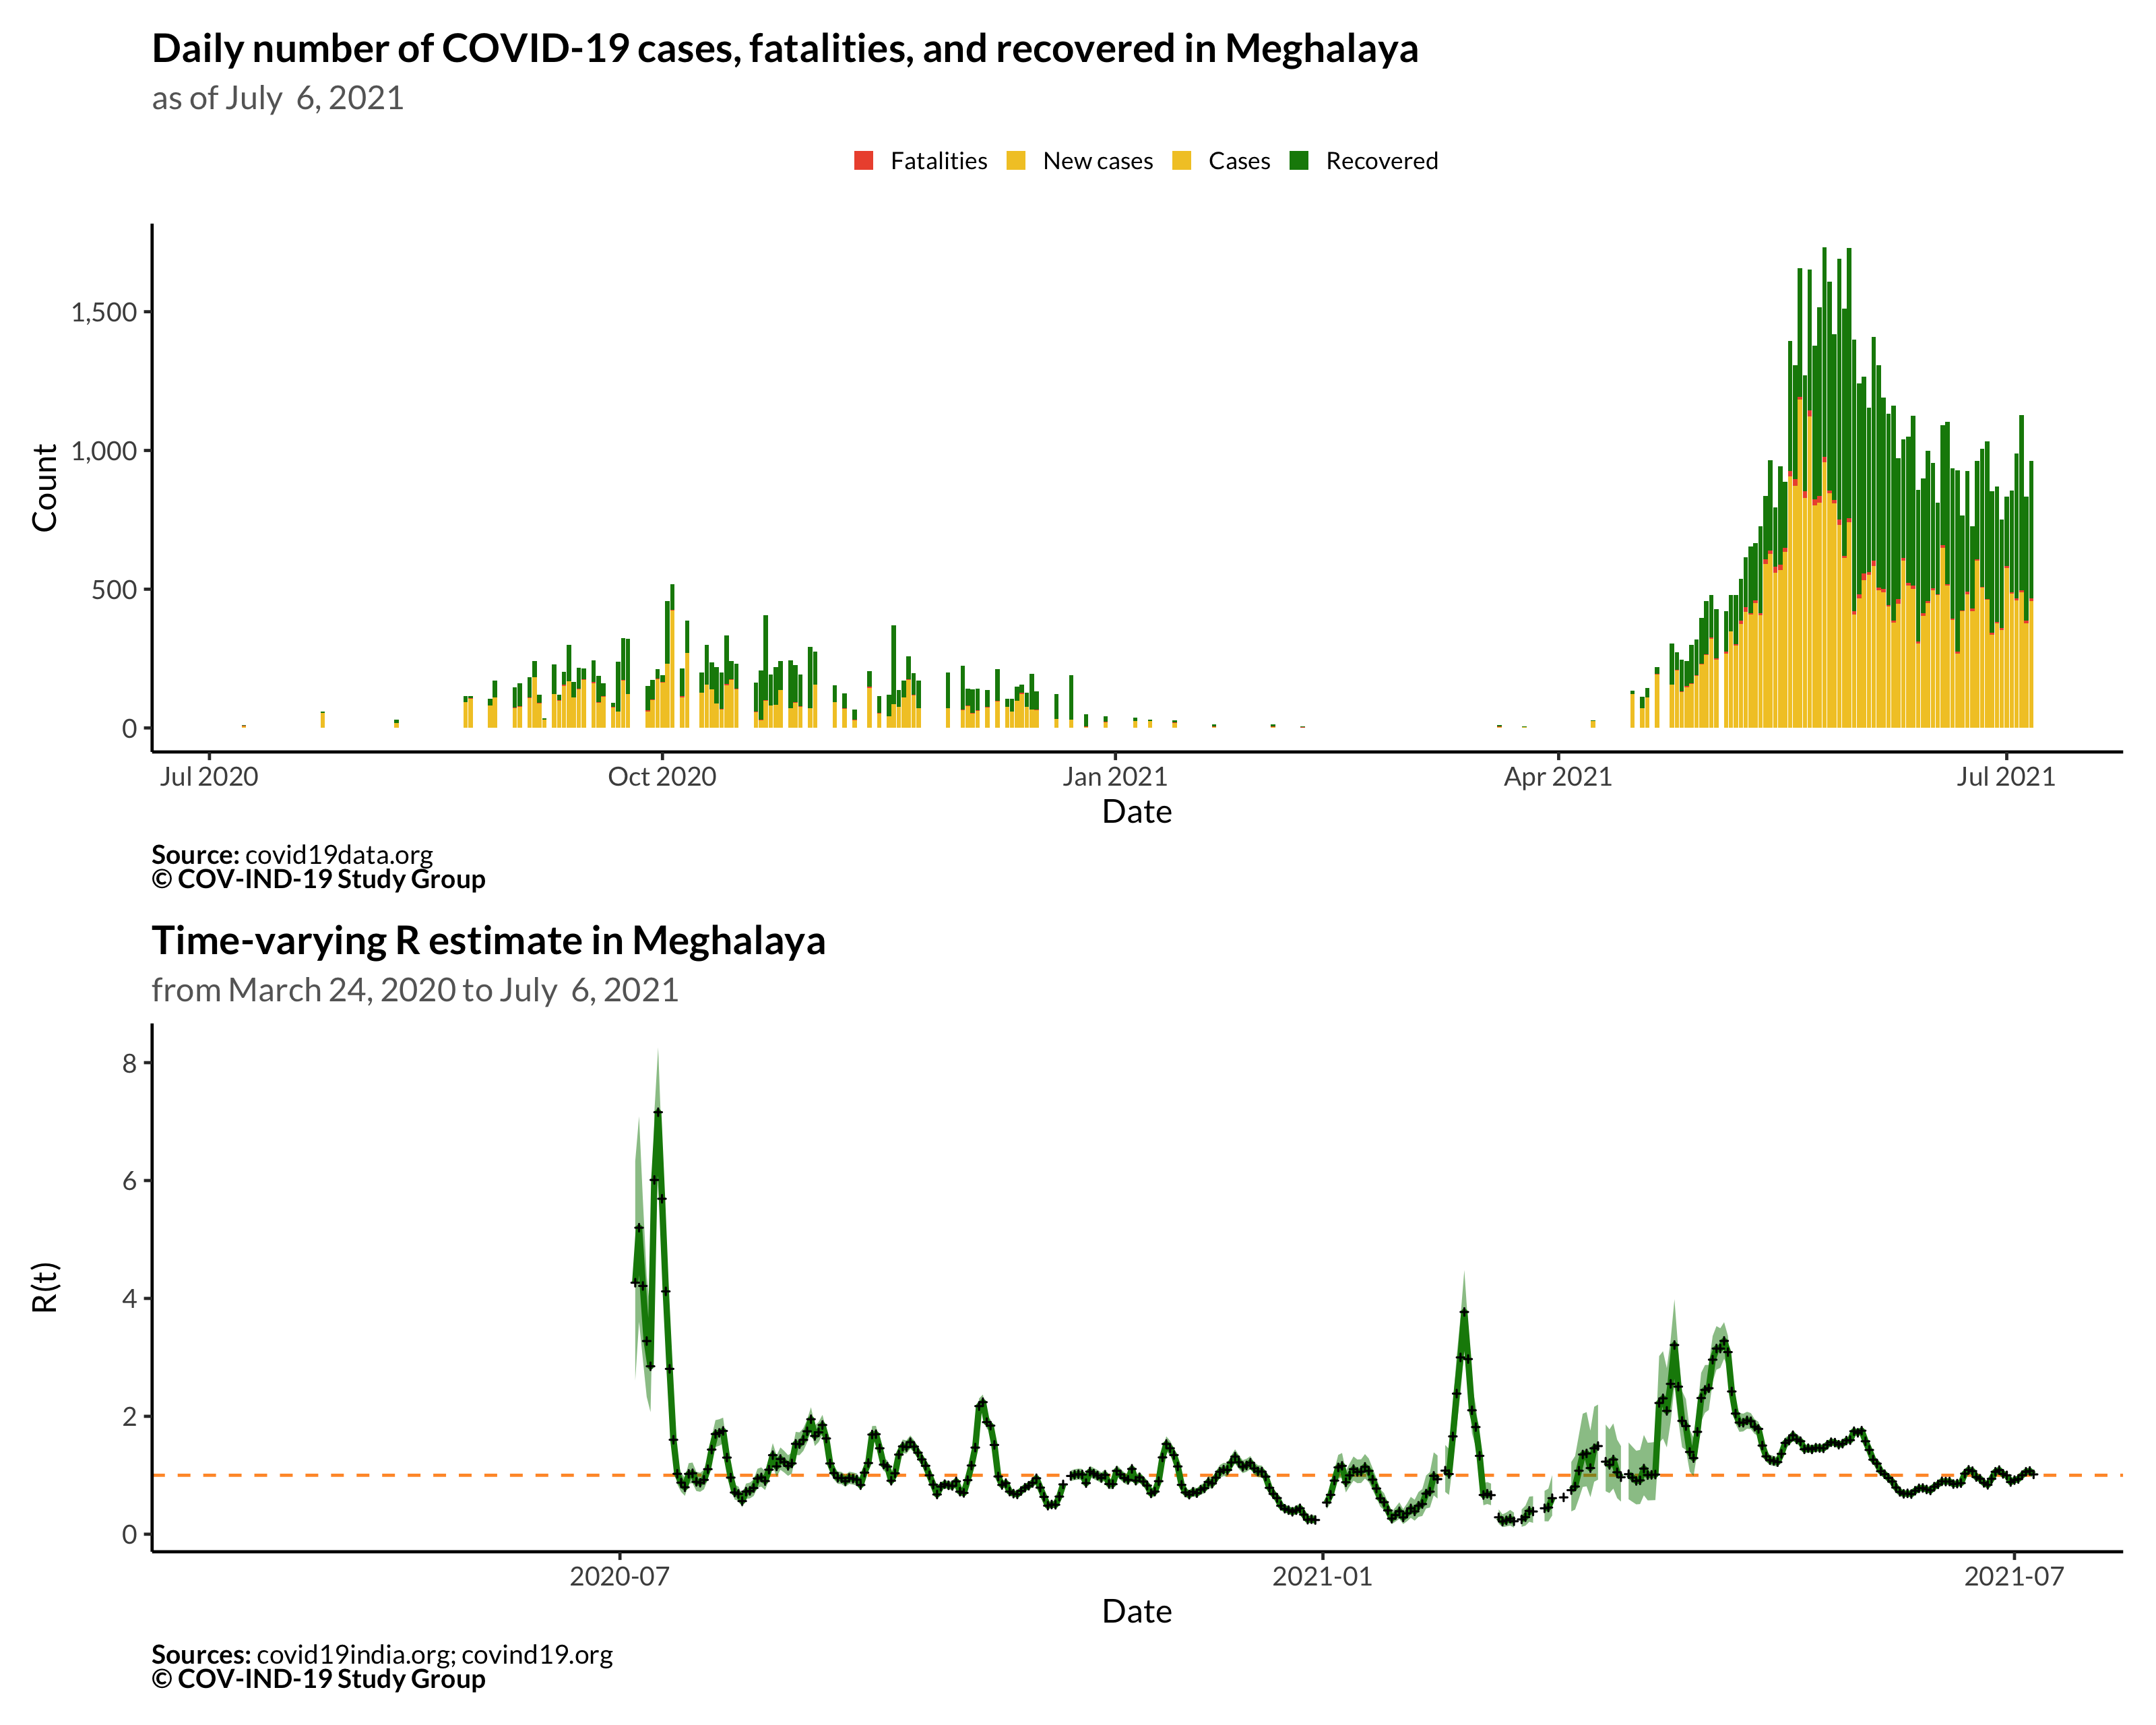 Daily number of COVID-19 cases, fatalities, and recovered in Meghalaya
as of July  6, 2021
Fatalities New cases Cases Recovered
1,500
1,000
500
0
Count
Jul 2020 Oct 2020 Jan 2021 Apr 2021 Jul 2021
Date
Source: covid19data.org
© COV-IND-19 Study Group
Time-varying R estimate in Meghalaya
from March 24, 2020 to July  6, 2021
8
6
4
2
0
R(t)
2020-07 2021-01 2021-07
Date
Sources: covid19india.org; covind19.org
© COV-IND-19 Study Group